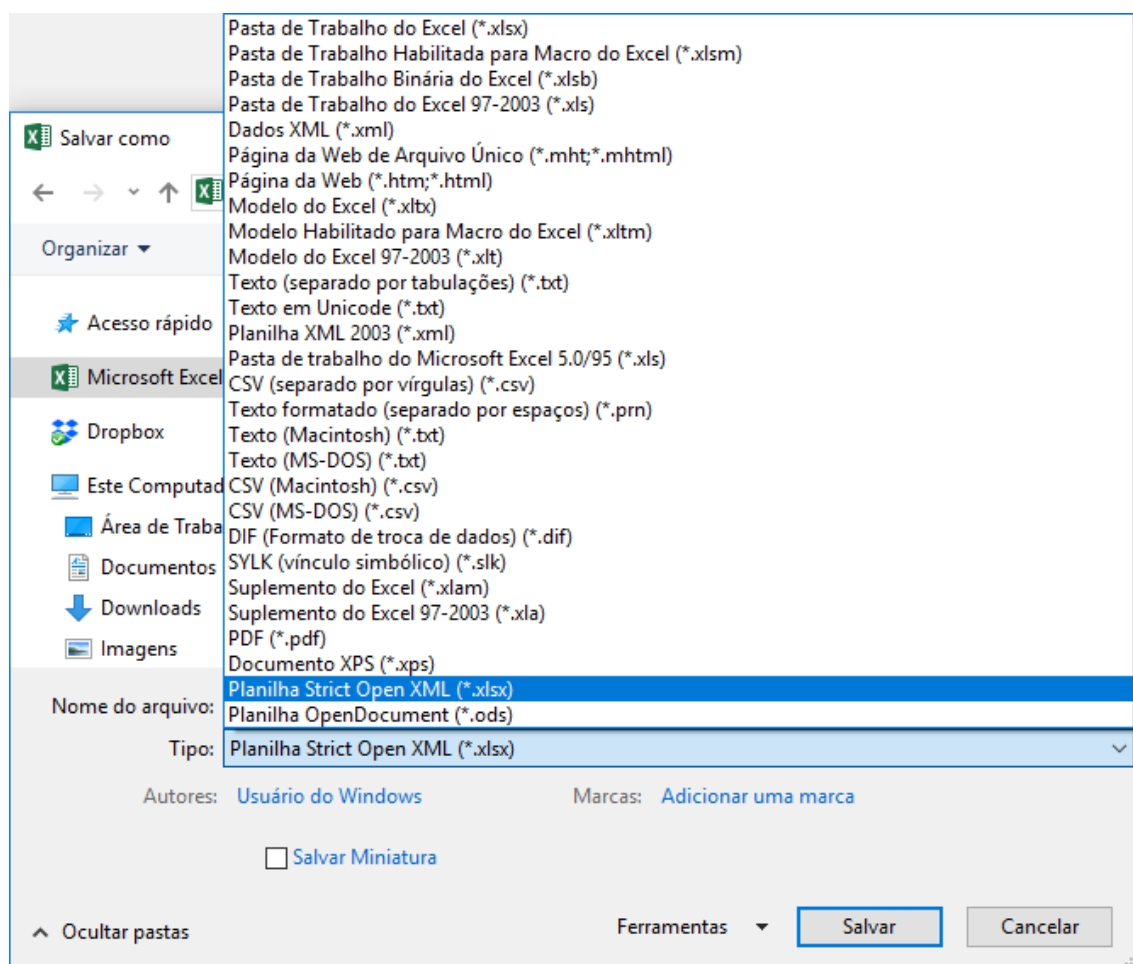 Pasta de Trabalho do Excel (*.xlsx)
Pasta de Trabalho Habilitada para Macro do Excel (*.xlsm)
Pasta de Trabalho Binária do Excel (*.xlsb)
Pasta de Trabalho do Excel 97-2003 (*.xls)
Dados XML (*.xml)
Página da Web de Arquivo Único (*.mht;*.mhtml)
Página da Web (*.htm;*.html)
Modelo do Excel (*.xltx)
Modelo Habilitado para Macro do Excel (*.xltm)
Modelo do Excel 97-2003 (*.xlt)
Texto (separado por tabulações) (*.txt)
Texto em Unicode (*.txt)
Planilha XML 2003 (*.xml)
Pasta de trabalho do Microsoft Excel 5.0/95 (*.xls)
CSV (separado por vírgulas) (*.csv)
Texto formatado (separado por espaços) (*.prn)
Texto (Macintosh) (*.txt)
Texto (MS-DOS) (*.txt)
CSV (Macintosh) (*.csv)
CSV (MS-DOS) (*.csv)
DIF (Formato de troca de dados) (*.dif)
SYLK (vínculo simbólico) (*.slk)
Suplemento do Excel (*.xlam)
Suplemento do Excel 97-2003 (*.xla)
PDF (*.pdf)
Documento XPS (*.xps)
Planilha Strict Open XML (*.xlsx)
Planilha OpenDocument (*.ods)
Salvar como
Organizar
Acesso rápido
Microsoft Excel
Dropbox
Este Computad
Área de Traba
Documentos
Downloads
Imagens
Nome do arquivo:
Tipo: Planilha Strict Open XML (*.xlsx)
Autores: Usuário do Windows Marcas: Adicionar uma marca
Salvar Miniatura
Ocultar pastas Ferramentas Salvar Cancelar